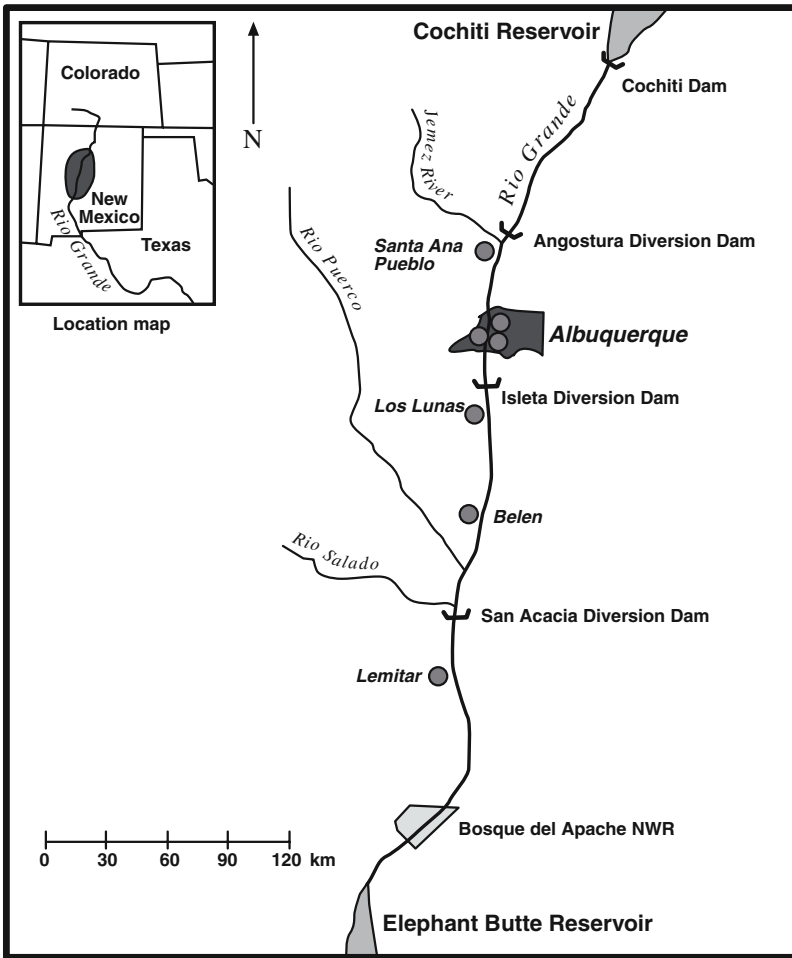 Cochiti Reservoir
Colorado
New
Mexico
Texas
Rio Grande
Location map
N
Cochiti Dam
Rio Grande
Jemez
River
Angostura Diversion Dam
Santa Ana
Pueblo
Rio Puerco
Albuquerque
Isleta Diversion Dam
Los Lunas
Belen
Rio Salado
San Acacia Diversion Dam
Lemitar
Bosque del Apache NWR
0 30 60 90 120 km
Elephant Butte Reservoir